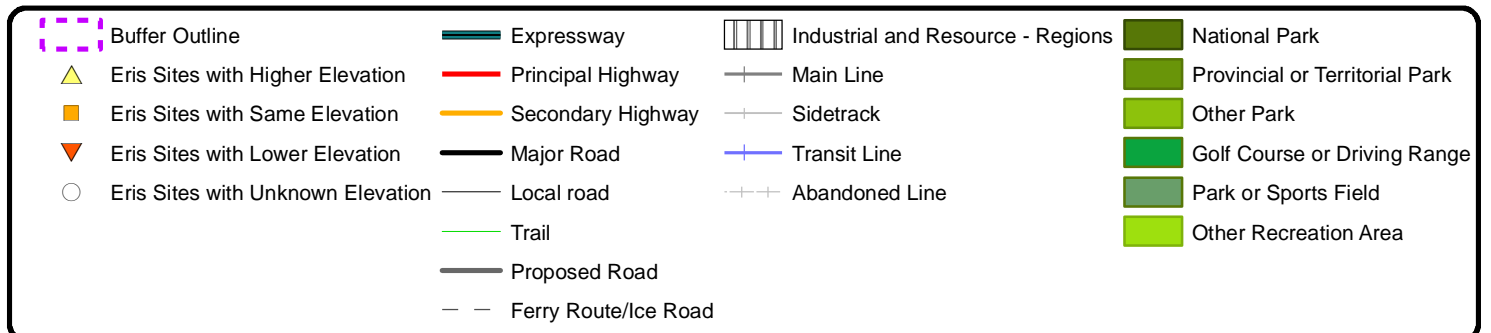 Buffer Outline
Eris Sites with Higher Elevation
Eris Sites with Same Elevation
Eris Sites with Lower Elevation
Eris Sites with Unknown Elevation
Expressway
Principal Highway
Secondary Highway
Major Road
Local road
Trail
Proposed Road
Ferry Route/Ice Road
Industrial and Resource - Regions
Main Line
Sidetrack
Transit Line
Abandoned Line
National Park
Provincial or Territorial Park
Other Park
Golf Course or Driving Range
Park or Sports Field
Other Recreation Area